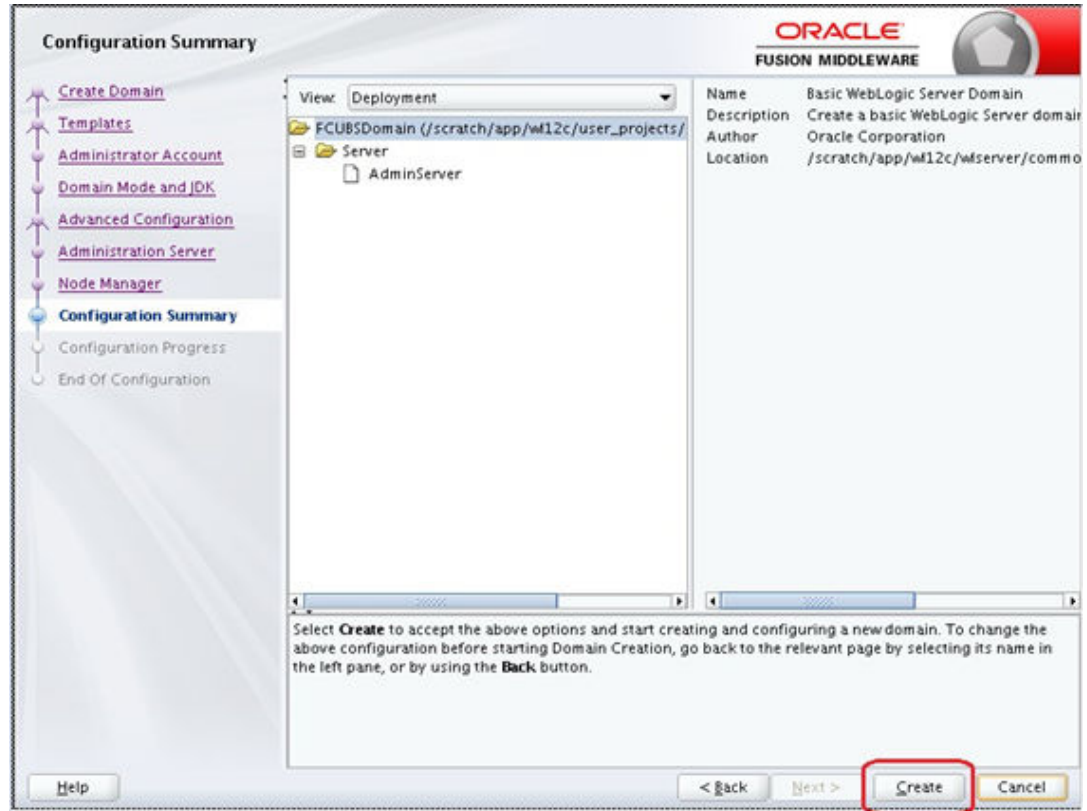 Configuration Summary
ORACLE
FUSION MIDDLEWARE
Create Domain
Templates
Administrator Account
Domain Mode and JDK
Advanced Configuration
Administration Server
Node Manager
Configuration Summary
Configuration Progress
End Of Configuration
View: Deployment
FCUBSDomain (/scratch/app/wl12c/user_projects/
Server
AdminServer
Name Basic WebLogic Server Domain
Description Create a basic WebLogic Server domain
Author Oracle Corporation
Location /scratch/app/wl12c/wlserver/commo
Select Create to accept the above options and start creating and configuring a new domain. To change the
above configuration before starting Domain Creation, go back to the relevant page by selecting its name in
the left pane, or by using the Back button.
Help
< Back
Next >
Create
Cancel